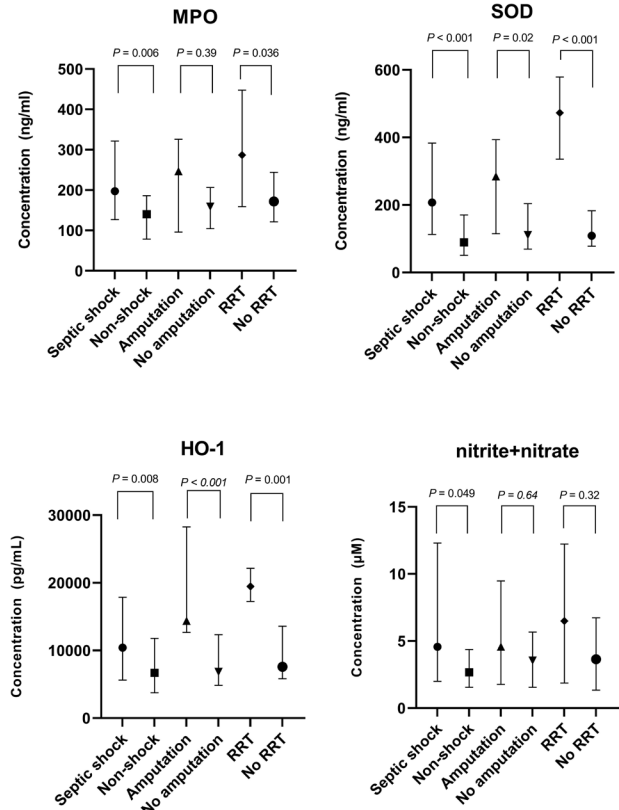 MPO
P = 0.006 P = 0.39 P = 0.036
500
400
300
200
100
0
Concentration (ng/ml)
Septic shock
Non-shock
Amputation
No amputation
RRT
No RRT
SOD
P < 0.001 P = 0.02 P < 0.001
600
400
200
0
Concentration (ng/ml)
Septic shock
Non-shock
Amputation
No amputation
RRT
No RRT
HO-1
P = 0.008 P < 0.001 P = 0.001
30000
20000
10000
0
Concentration (pg/mL)
Septic shock
Non-shock
Amputation
No amputation
RRT
No RRT
nitrite+nitrate
P = 0.049 P = 0.64 P = 0.32
15
10
5
0
Concentration (μM)
Septic shock
Non-shock
Amputation
No amputation
RRT
No RRT